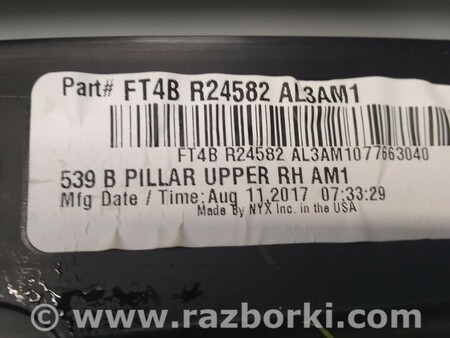 Part# FT4B R24582 AL3AM1
FT4B R24582 AL3AM1077663040
539 B PILLAR UPPER RH AM1
Mfg Date / Time:Aug 11,2017 07:33:29
Made By NYX Inc. in the USA
www.razborki.com